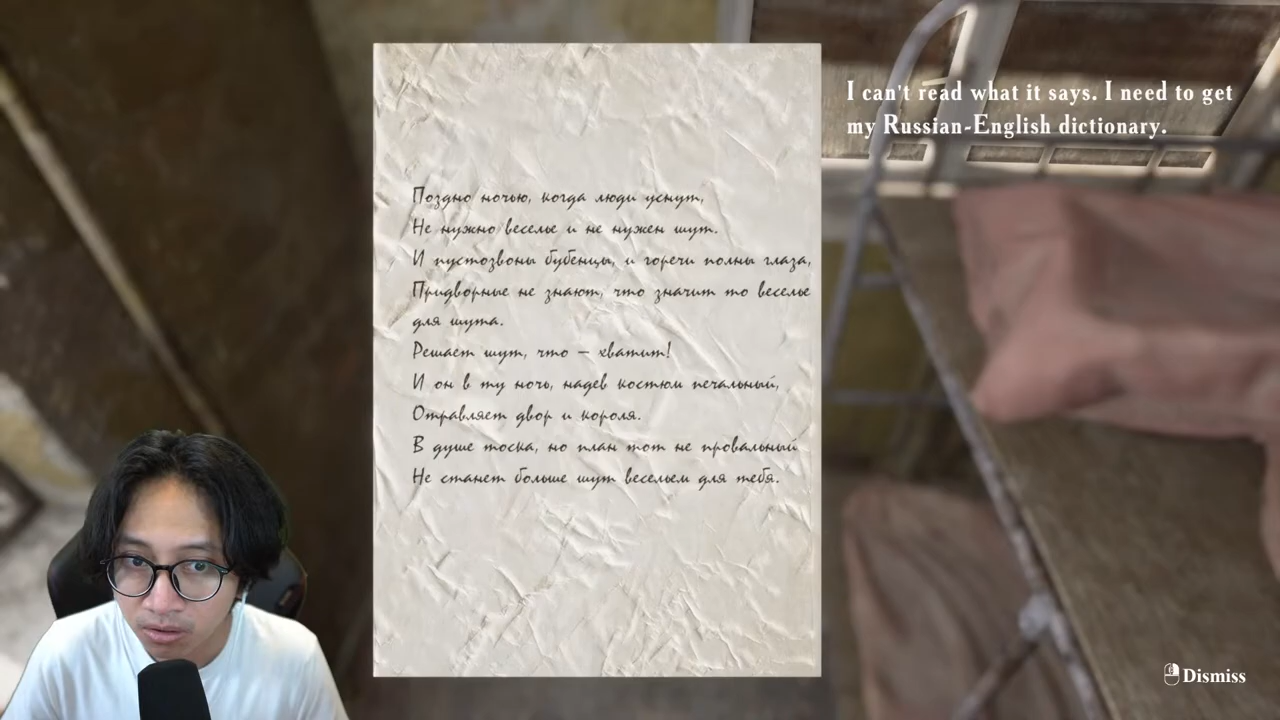 I can't read what it says. I need to get
my Russian-English dictionary.
Поздно ночью, когда люди уснут,
Не нужно веселье и не нужен шут.
И пустозвоны бубенцы, и горечи полны глаза,
Придворные не знают, что значит то веселье
для шута.
Решает шут, что – хватит!
И он в ту ночь, надев костюм печальный,
Отравляет двор и короля.
В душе тоска, но план тот не провальный
Не станет больше шут весельем для тебя.
Dismiss